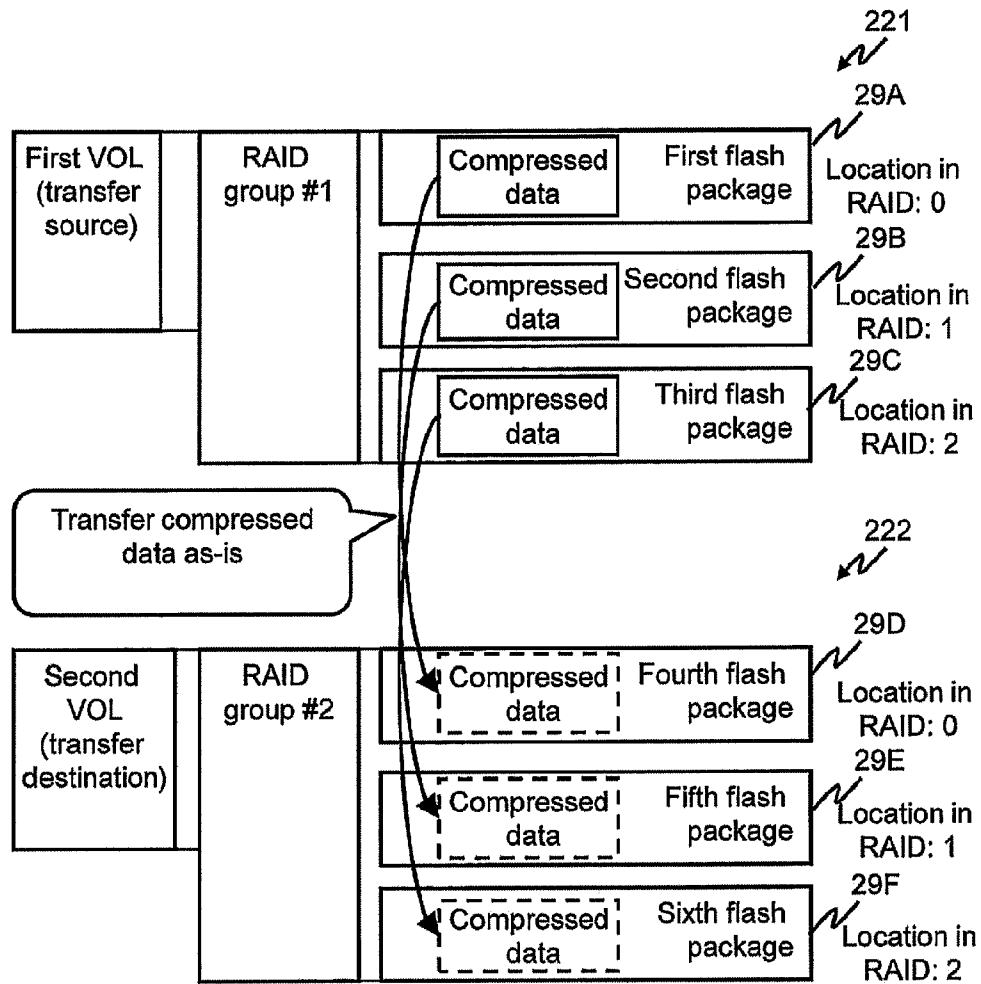 221
29A
First VOL
(transfer
source)
RAID
group #1
Compressed
data
First flash
package
Location in
RAID: 0
29B
Compressed
data
Second flash
package
Location in
RAID: 1
29C
Compressed
data
Third flash
package
Location in
RAID: 2
Transfer compressed
data as-is
222
29D
Second
VOL
(transfer
destination)
RAID
group #2
Compressed
data
Fourth flash
package
Location in
RAID: 0
29E
Compressed
data
Fifth flash
package
Location in
RAID: 1
29F
Compressed
data
Sixth flash
package
Location in
RAID: 2